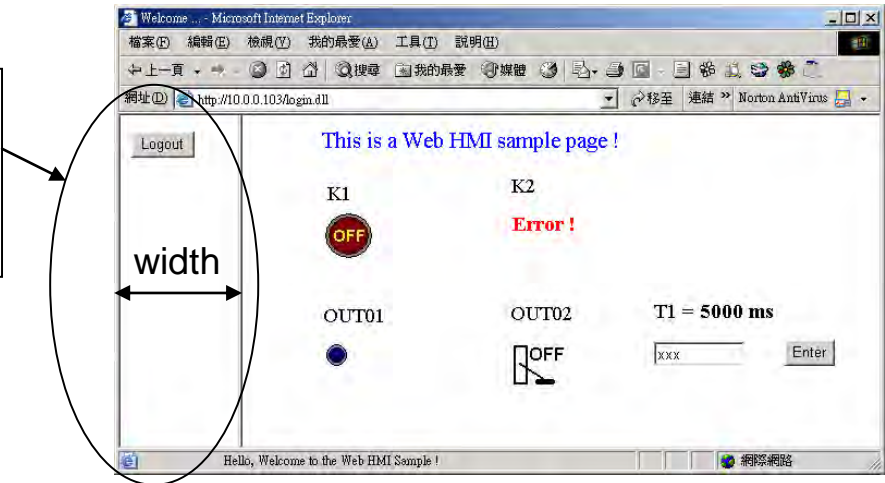 Welcome ... - Microsoft Internet Explorer
檔案(F) 編輯(E) 檢視(V) 我的最愛(A) 工具(T) 說明(H)
上一頁 搜尋 我的最愛 媒體
網址(D) http://10.0.0.103/login.dll 移至 連結 » Norton AntiVirus
Logout
This is a Web HMI sample page !
K1 K2
OFF Error !
width
OUT01 OUT02 T1 = 5000 ms
OFF xxx Enter
Hello, Welcome to the Web HMI Sample ! 網際網路